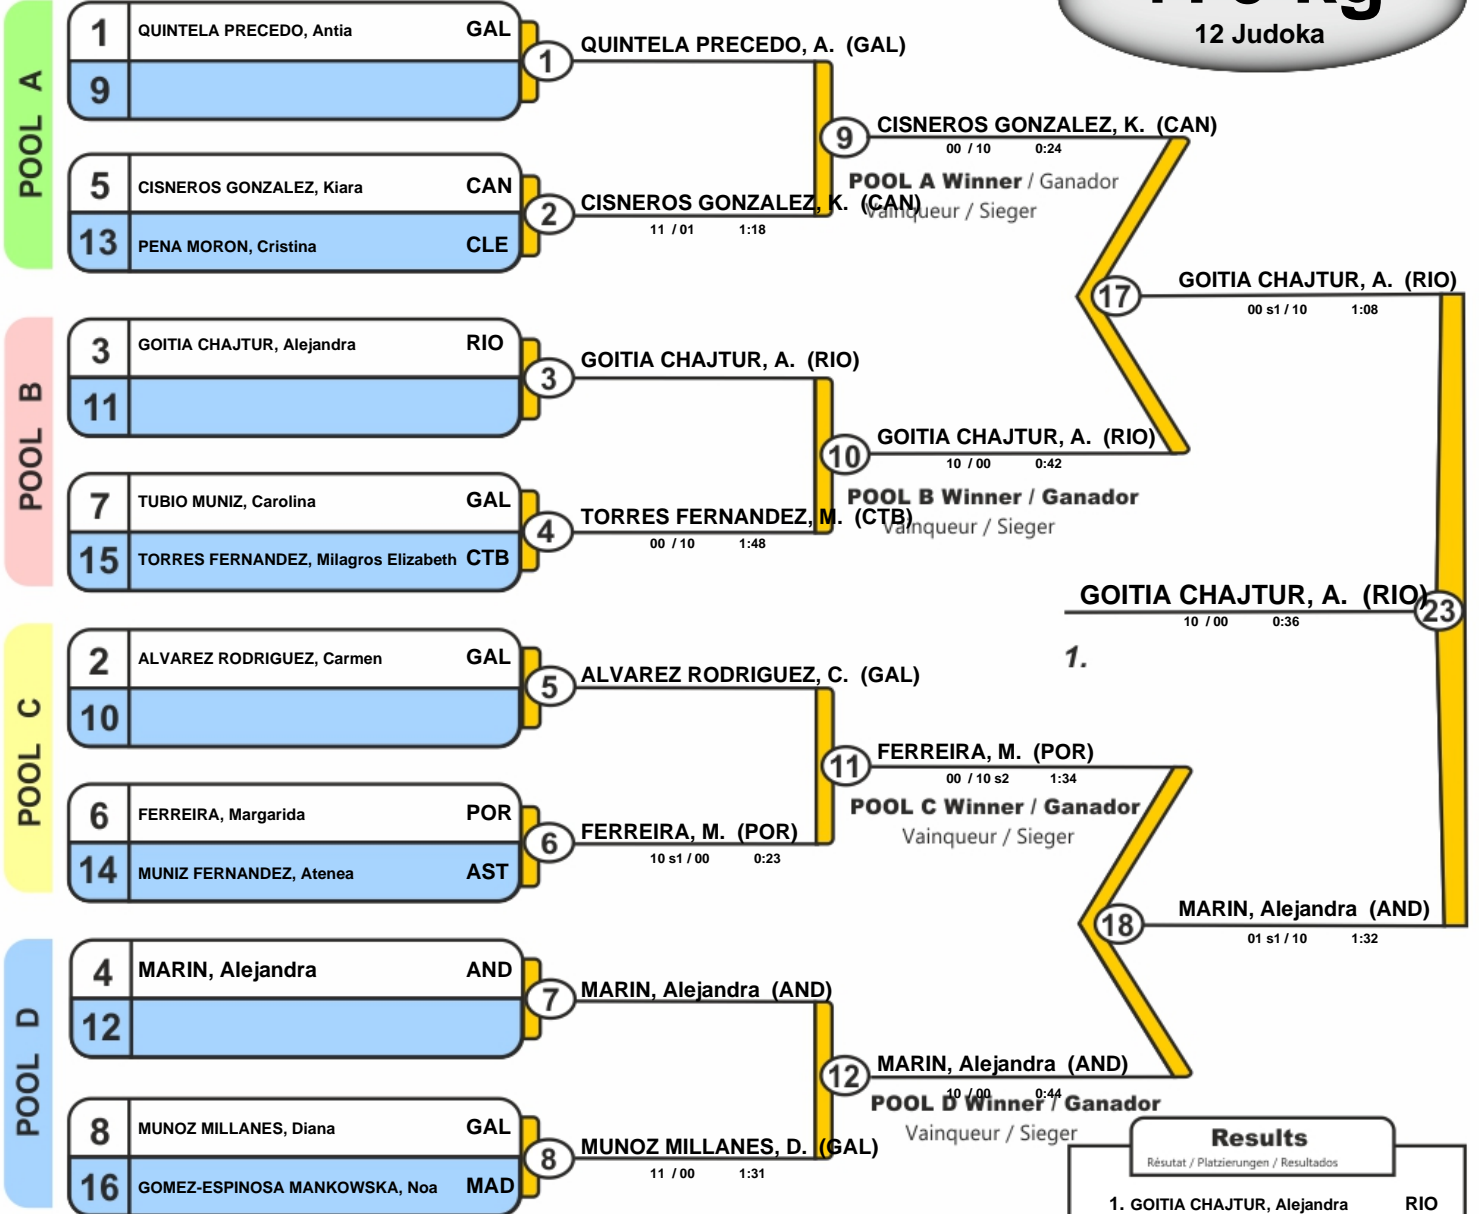 12 Judoka
POOL A
1 QUINTELA PRECEDO, Antia GAL
9
1
QUINTELA PRECEDO, A. (GAL)
5 CISNEROS GONZALEZ, Kiara CAN
13 PENA MORON, Cristina CLE
2
CISNEROS GONZALEZ, K. (CAN)
11 / 01 1:18
9
CISNEROS GONZALEZ, K. (CAN)
00 / 10 0:24
POOL A Winner / Ganador
Vainqueur / Sieger
POOL B
3 GOITIA CHAJTUR, Alejandra RIO
11
3
GOITIA CHAJTUR, A. (RIO)
7 TUBIO MUNIZ, Carolina GAL
15 TORRES FERNANDEZ, Milagros Elizabeth CTB
4
TORRES FERNANDEZ, M. (CTB)
00 / 10 1:48
10
GOITIA CHAJTUR, A. (RIO)
10 / 00 0:42
POOL B Winner / Ganador
Vainqueur / Sieger
17
GOITIA CHAJTUR, A. (RIO)
00 s1 / 10 1:08
POOL C
2 ALVAREZ RODRIGUEZ, Carmen GAL
10
5
ALVAREZ RODRIGUEZ, C. (GAL)
6 FERREIRA, Margarida POR
14 MUNIZ FERNANDEZ, Atenea AST
6
FERREIRA, M. (POR)
10 s1 / 00 0:23
11
FERREIRA, M. (POR)
00 / 10 s2 1:34
POOL C Winner / Ganador
Vainqueur / Sieger
POOL D
4 MARIN, Alejandra AND
12
7
MARIN, Alejandra (AND)
8 MUNOZ MILLANES, Diana GAL
16 GOMEZ-ESPINOSA MANKOWSKA, Noa MAD
8
MUNOZ MILLANES, D. (GAL)
11 / 00 1:31
12
MARIN, Alejandra (AND)
10 / 00 0:44
POOL D Winner / Ganador
Vainqueur / Sieger
18
MARIN, Alejandra (AND)
01 s1 / 10 1:32
23
GOITIA CHAJTUR, A. (RIO)
10 / 00 0:36
1.
Results
Résutat / Platzierungen / Resultados
1. GOITIA CHAJTUR, Alejandra RIO